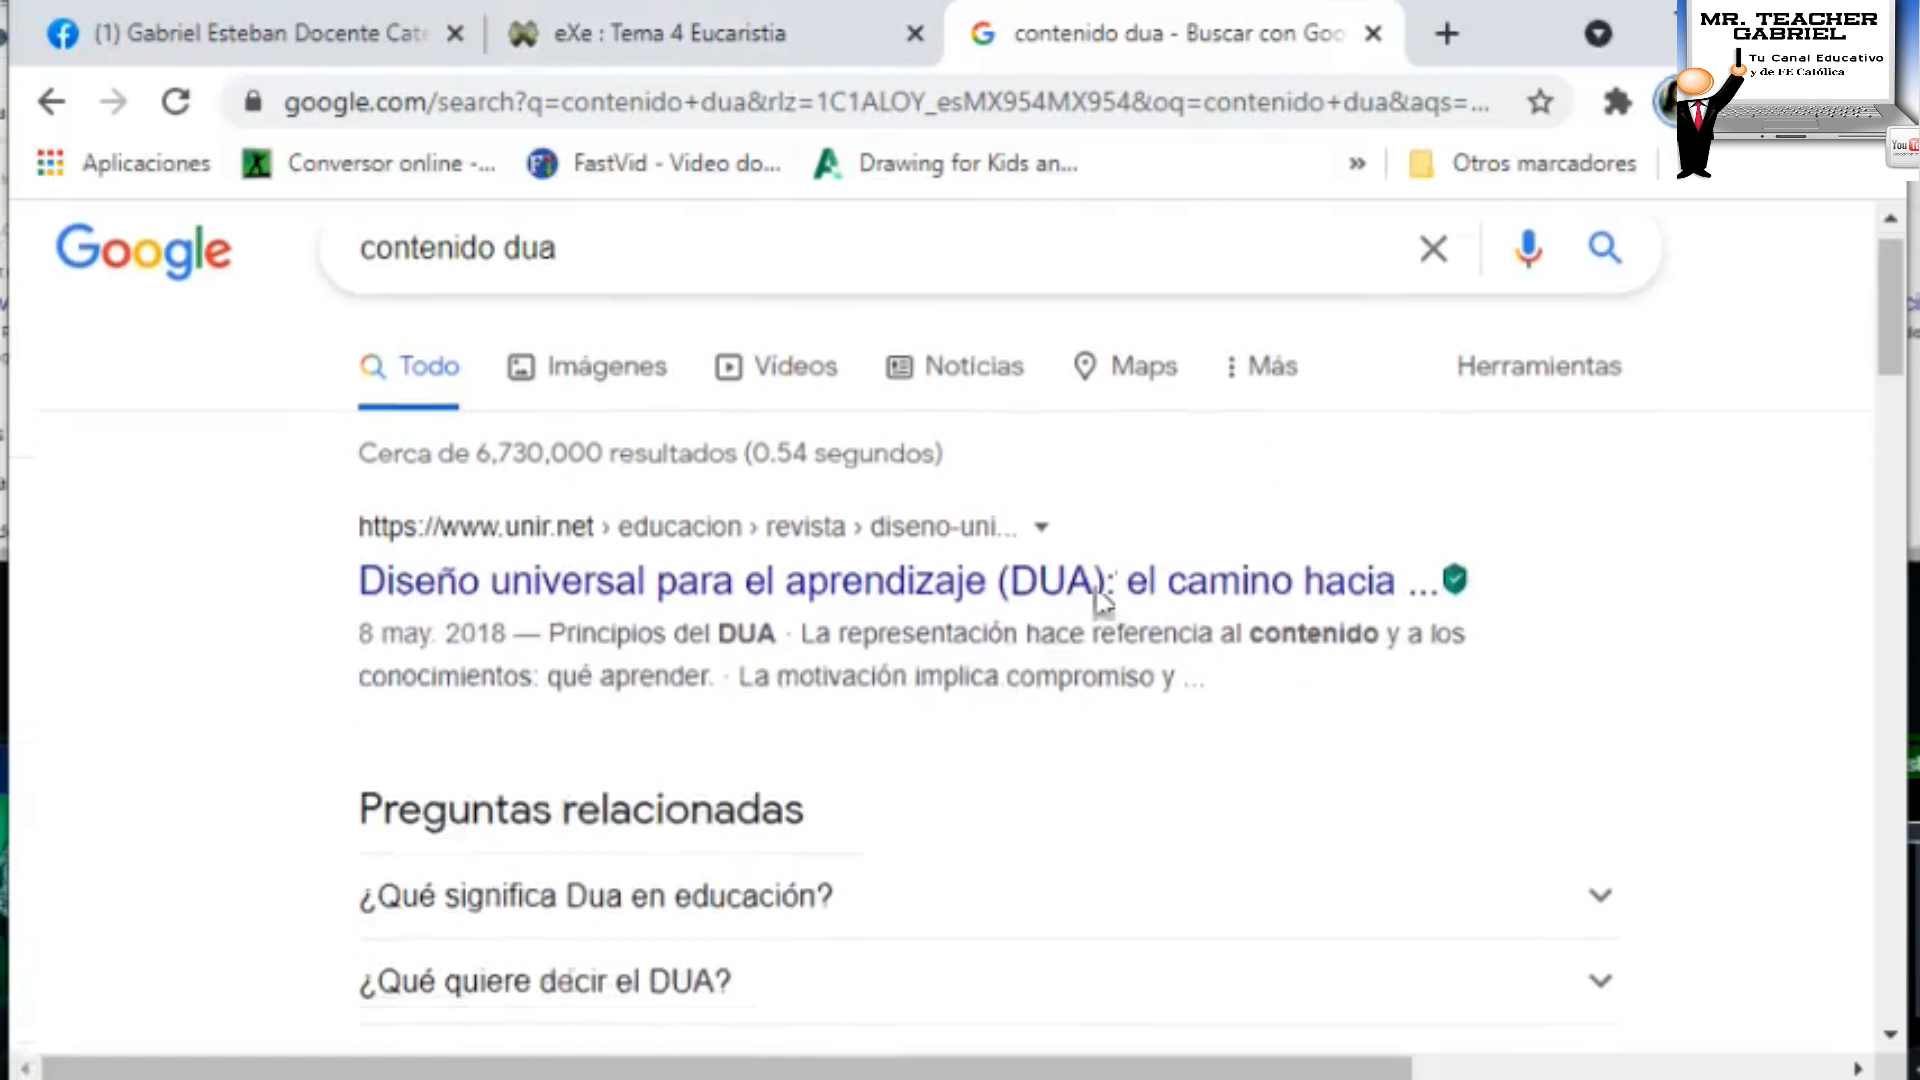 (1) Gabriel Esteban Docente Cate
eXe : Tema 4 Eucaristia
contenido dua - Buscar con Goo
MR. TEACHER
GABRIEL
Tu Canal Educativo
y de FE Católica
You
google.com/search?q=contenido+dua&rlz=1C1ALOY_esMX954MX954&oq=contenido+dua&aqs=...
Aplicaciones
Conversor online -...
FastVid - Video do...
Drawing for Kids an...
»
Otros marcadores
Google
contenido dua
Todo
Imágenes
Vídeos
Noticias
Maps
Más
Herramientas
Cerca de 6,730,000 resultados (0.54 segundos)
https://www.unir.net › educacion › revista › diseno-uni...
Diseño universal para el aprendizaje (DUA): el camino hacia ...
8 may. 2018 — Principios del DUA · La representación hace referencia al contenido y a los
conocimientos: qué aprender. · La motivación implica compromiso y ...
Preguntas relacionadas
¿Qué significa Dua en educación?
¿Qué quiere decir el DUA?